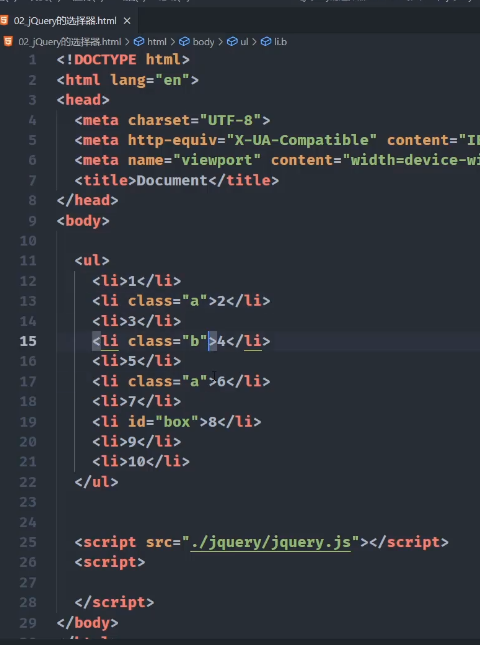 02_jQuery的选择器.html ×
02_jQuery的选择器.html > html > body > ul > li.b
1 <!DOCTYPE html>
2 <html lang="en">
3 <head>
4 <meta charset="UTF-8">
5 <meta http-equiv="X-UA-Compatible" content="IE
6 <meta name="viewport" content="width=device-wi
7 <title>Document</title>
8 </head>
9 <body>
10
11 <ul>
12 <li>1</li>
13 <li class="a">2</li>
14 <li>3</li>
15 <li class="b">4</li>
16 <li>5</li>
17 <li class="a">6</li>
18 <li>7</li>
19 <li id="box">8</li>
20 <li>9</li>
21 <li>10</li>
22 </ul>
23
24
25 <script src="./jquery/jquery.js"></script>
26 <script>
27
28 </script>
29 </body>